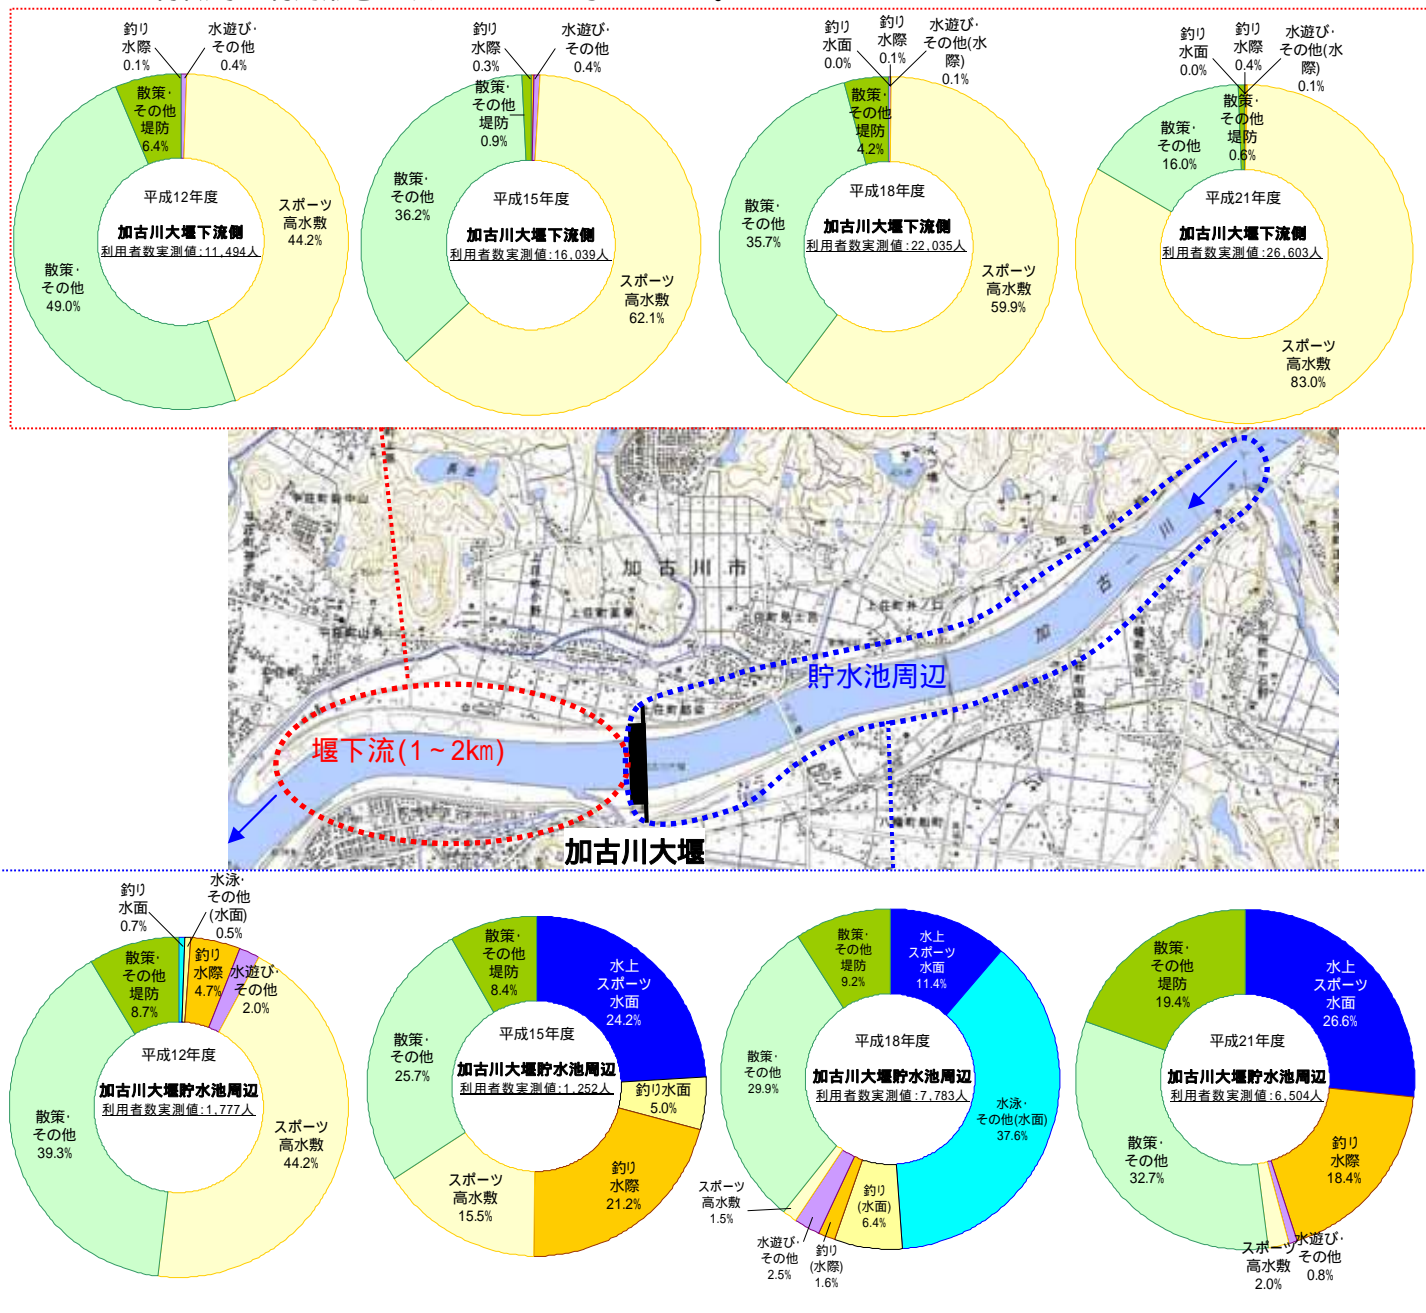 釣り
水際
0.1%
水遊び・
その他
0.4%
散策・
その他
堤防
6.4%
スポーツ
高水敷
44.2%
散策・
その他
49.0%
平成12年度
加古川大堰下流側
利用者数実測値:11,494人
釣り
水際
0.3%
水遊び・
その他
0.4%
散策・
その他
堤防
0.9%
散策・
その他
36.2%
スポーツ
高水敷
62.1%
平成15年度
加古川大堰下流側
利用者数実測値:16,039人
釣り
水面
0.0%
釣り
水際
0.1%
水遊び・
その他(水
際)
0.1%
散策・
その他
堤防
4.2%
散策・
その他
35.7%
スポーツ
高水敷
59.9%
平成18年度
加古川大堰下流側
利用者数実測値:22,035人
釣り
水面
0.0%
釣り
水際
0.4%
水遊び・
その他(水
際)
0.1%
散策・
その他
堤防
0.6%
散策・
その他
16.0%
スポーツ
高水敷
83.0%
平成21年度
加古川大堰下流側
利用者数実測値:26,603人
加古川市
加古川
上荘町井ノ口
貯水池周辺
堰下流(1~2km)
加古川大堰
釣り
水面
0.7%
水泳・
その他
(水面)
0.5%
釣り
水際
4.7%
水遊び・
その他
2.0%
散策・
その他
堤防
8.7%
散策・
その他
39.3%
スポーツ
高水敷
44.2%
平成12年度
加古川大堰貯水池周辺
利用者数実測値:1,777人
散策・
その他
堤防
8.4%
水上
スポーツ
水面
24.2%
釣り水面
5.0%
釣り
水際
21.2%
スポーツ
高水敷
15.5%
散策・
その他
25.7%
平成15年度
加古川大堰貯水池周辺
利用者数実測値:1,252人
散策・
その他
堤防
9.2%
水上
スポーツ
水面
11.4%
水泳・
その他(水面)
37.6%
釣り
(水面)
6.4%
釣り
(水際)
1.6%
水遊び・
その他
2.5%
スポーツ
高水敷
1.5%
散策・
その他
29.9%
平成18年度
加古川大堰貯水池周辺
利用者数実測値:7,783人
散策・
その他
堤防
19.4%
水上
スポーツ
水面
26.6%
釣り
水際
18.4%
水遊び・
その他
0.8%
スポーツ
高水敷
2.0%
散策・
その他
32.7%
平成21年度
加古川大堰貯水池周辺
利用者数実測値:6,504人